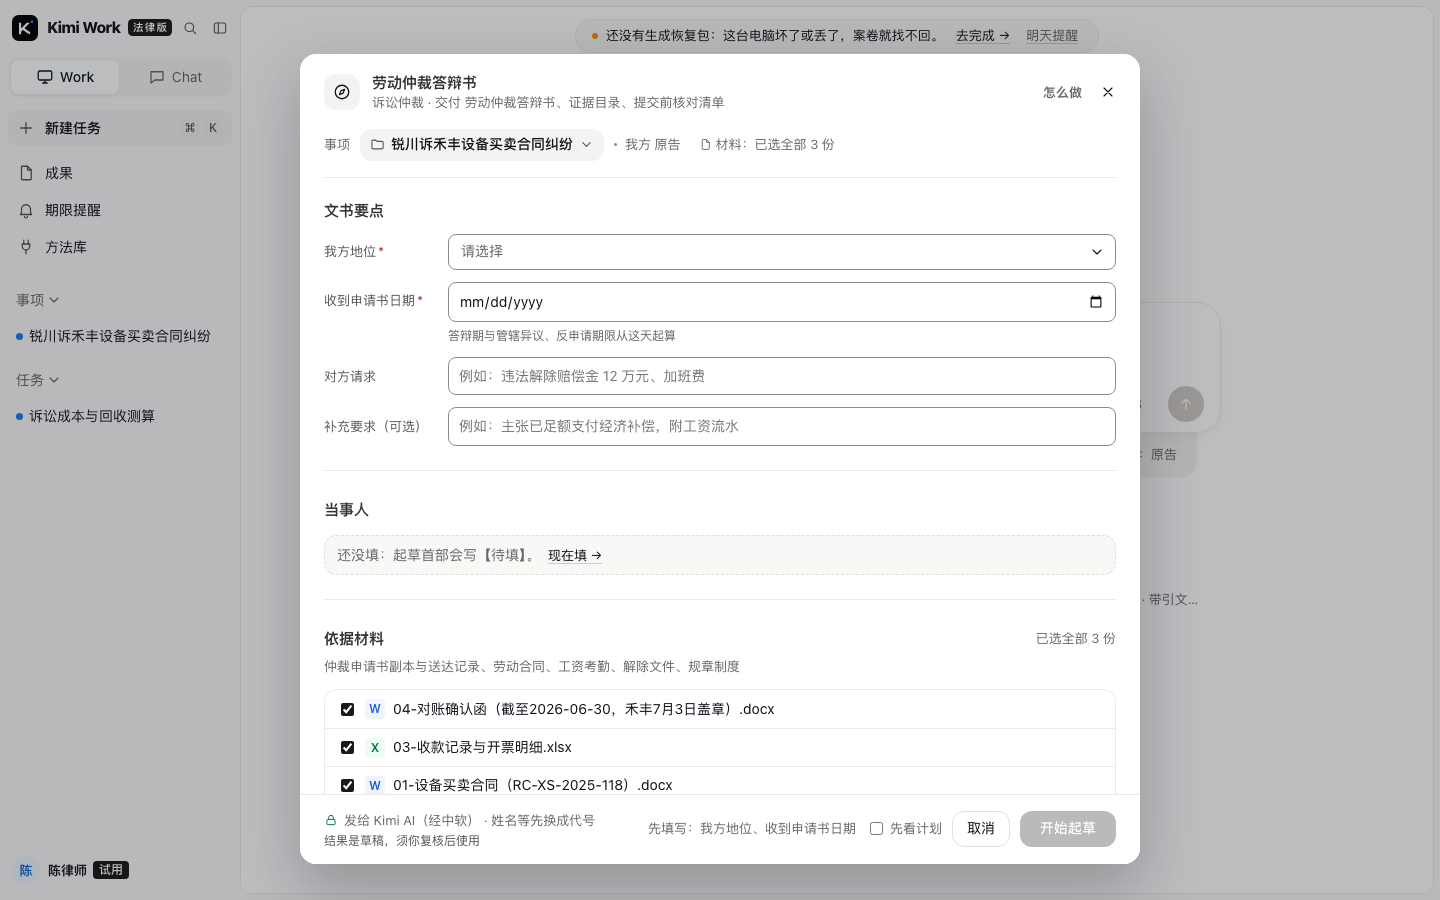 Kimi Work 法律版
Work
Chat
新建任务 ⌘ K
成果
期限提醒
方法库
事项
锐川诉禾丰设备买卖合同纠纷
任务
诉讼成本与回收测算
陈 陈律师 试用
还没有生成恢复包：这台电脑坏了或丢了，案卷就找不回。 去完成 → 明天提醒
原告
· 带引文...
劳动仲裁答辩书
诉讼仲裁 · 交付 劳动仲裁答辩书、证据目录、提交前核对清单
怎么做
事项 锐川诉禾丰设备买卖合同纠纷 · 我方 原告 材料：已选全部 3 份
文书要点
我方地位* 请选择
收到申请书日期* mm/dd/yyyy
答辩期与管辖异议、反申请期限从这天起算
对方请求 例如：违法解除赔偿金 12 万元、加班费
补充要求（可选） 例如：主张已足额支付经济补偿，附工资流水
当事人
还没填：起草首部会写【待填】。 现在填 →
依据材料 已选全部 3 份
仲裁申请书副本与送达记录、劳动合同、工资考勤、解除文件、规章制度
W 04-对账确认函（截至2026-06-30，禾丰7月3日盖章）.docx
X 03-收款记录与开票明细.xlsx
W 01-设备买卖合同（RC-XS-2025-118）.docx
发给 Kimi AI（经中软） · 姓名等先换成代号
结果是草稿，须你复核后使用
先填写：我方地位、收到申请书日期 先看计划 取消 开始起草